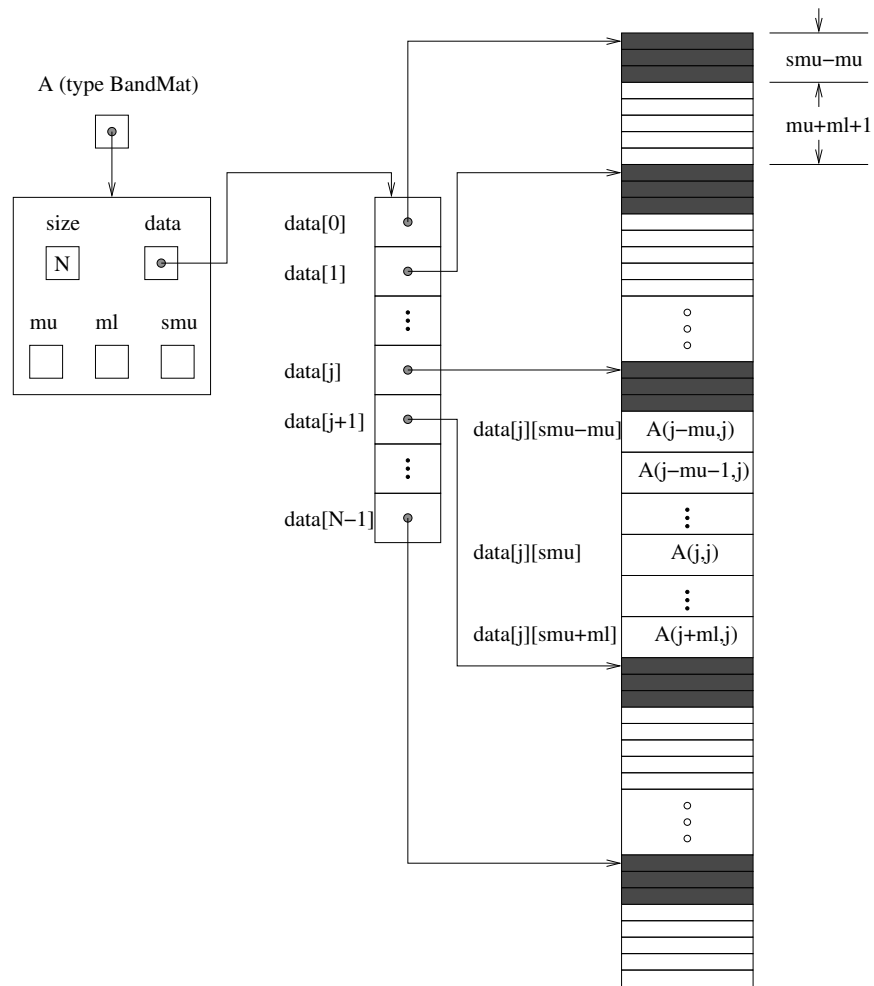 A (type BandMat)
size
data
N
mu
ml
smu
data[0]
data[1]
data[j]
data[j+1]
data[N−1]
smu−mu
mu+ml+1
data[j][smu−mu]
A(j−mu,j)
A(j−mu−1,j)
data[j][smu]
A(j,j)
data[j][smu+ml]
A(j+ml,j)